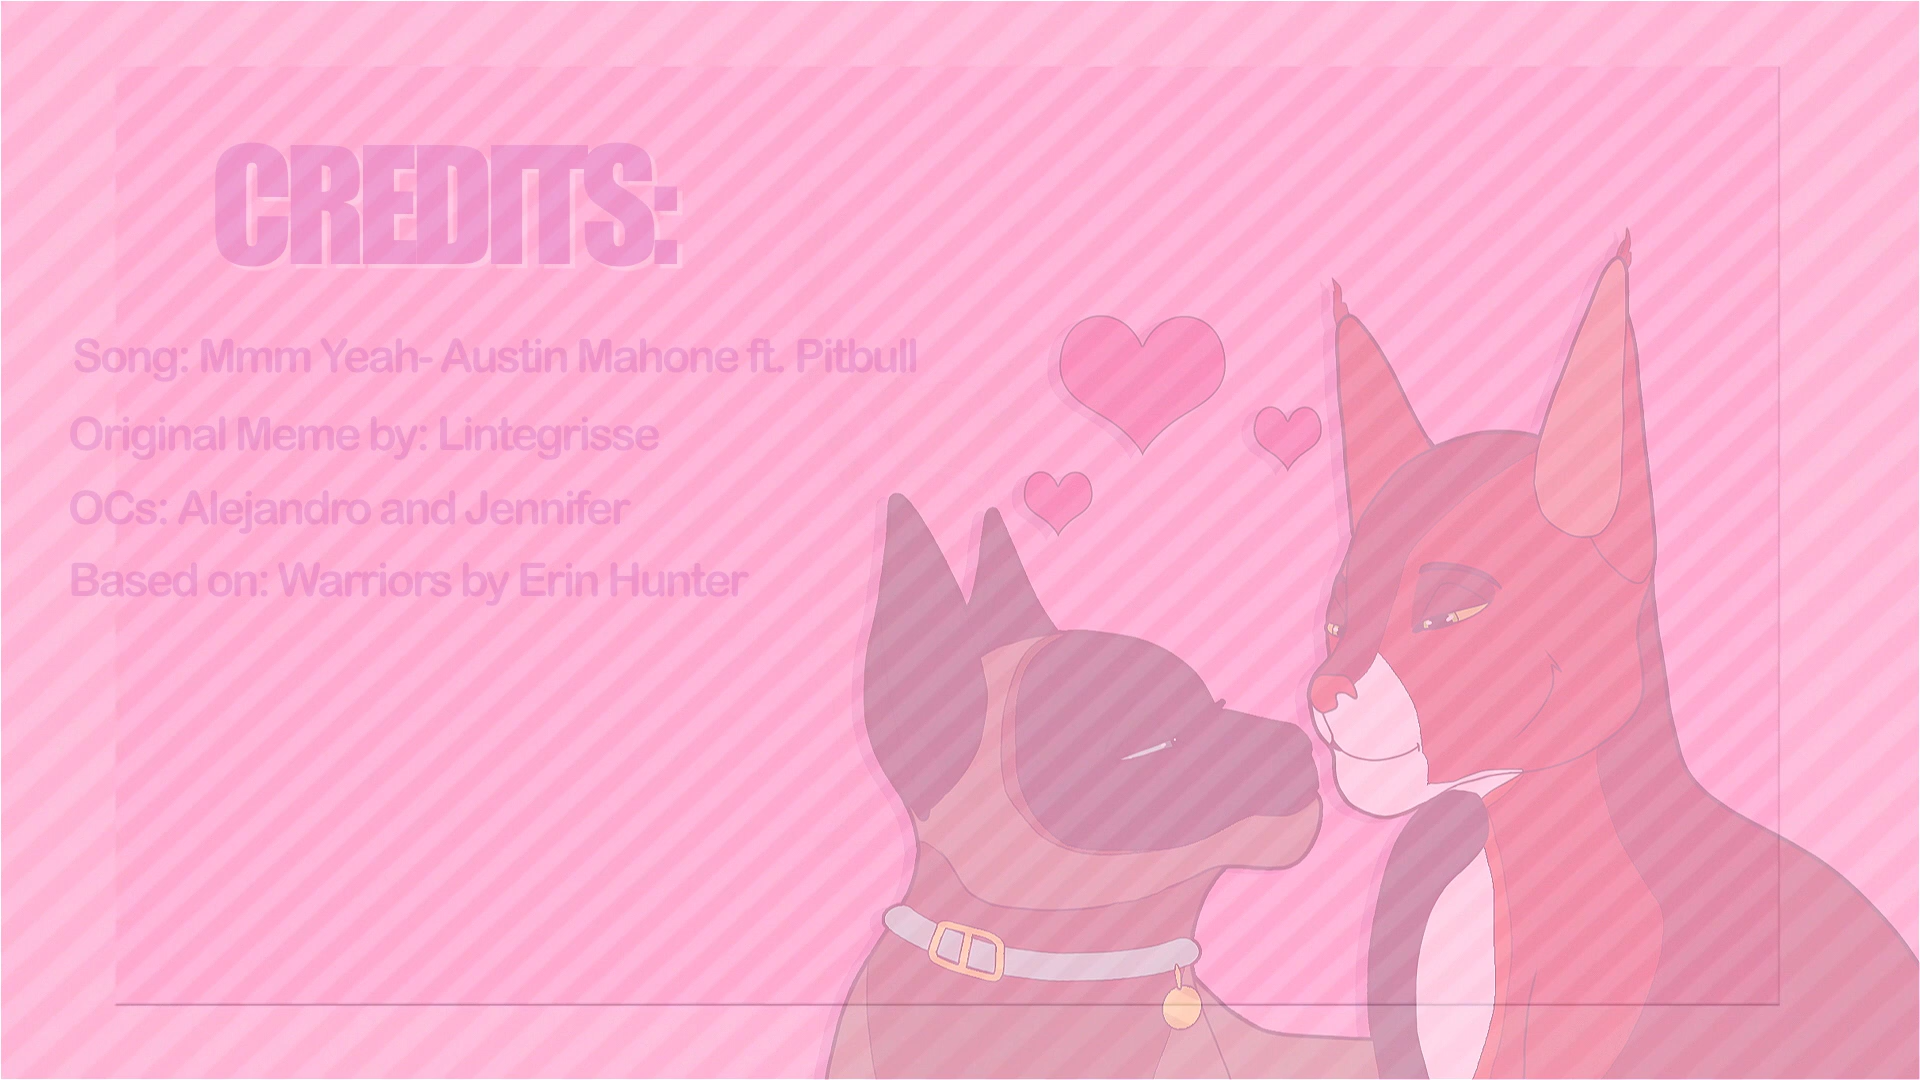 CREDITS:
Song: Mmm Yeah- Austin Mahone ft. Pitbull
Original Meme by: Lintegrisse
OCs: Alejandro and Jennifer
Based on: Warriors by Erin Hunter